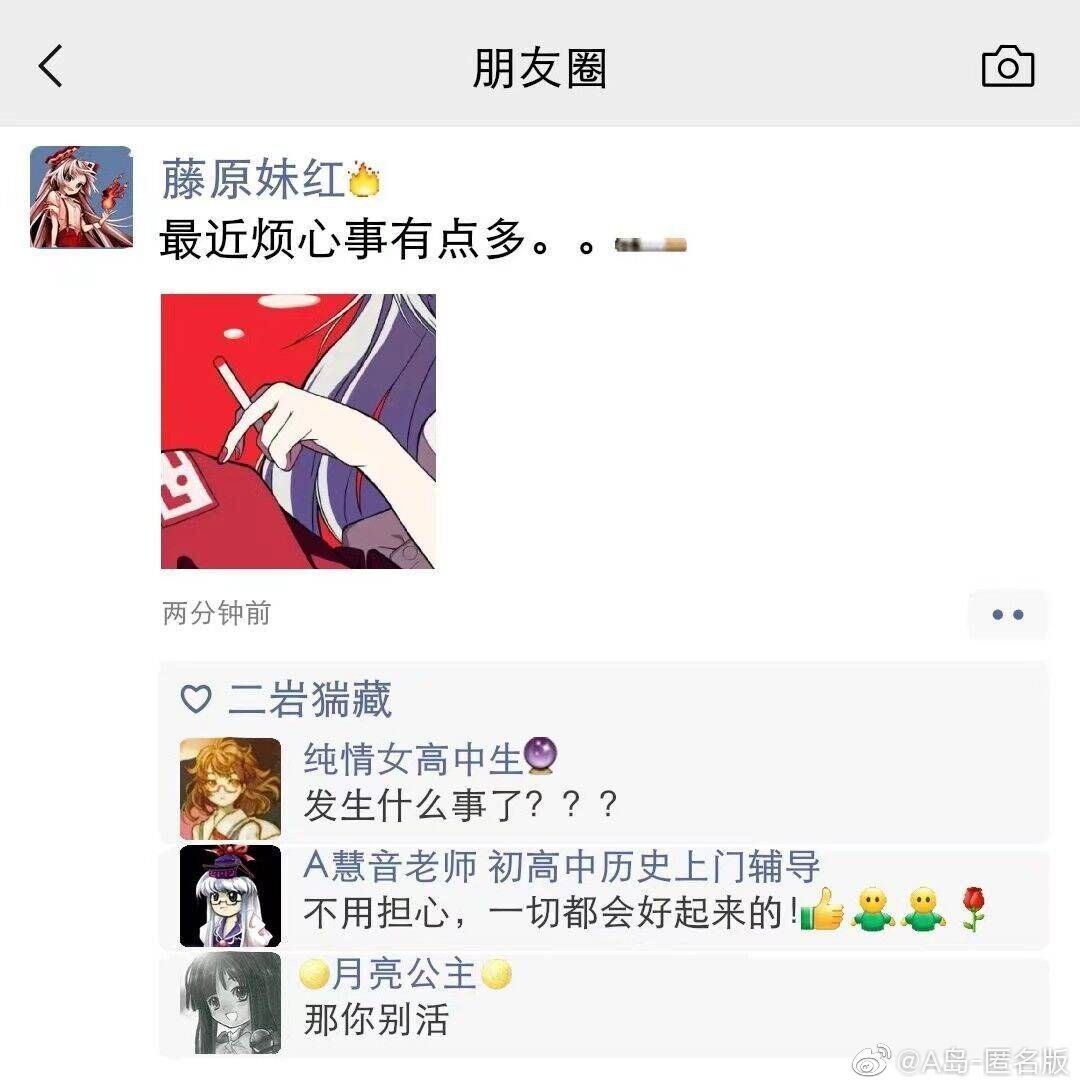 朋友圈
藤原妹红
最近烦心事有点多。。
两分钟前
二岩猯藏
纯情女高中生
发生什么事了？？？
A慧音老师 初高中历史上门辅导
不用担心，一切都会好起来的!
月亮公主
那你别活
@A岛-匿名版